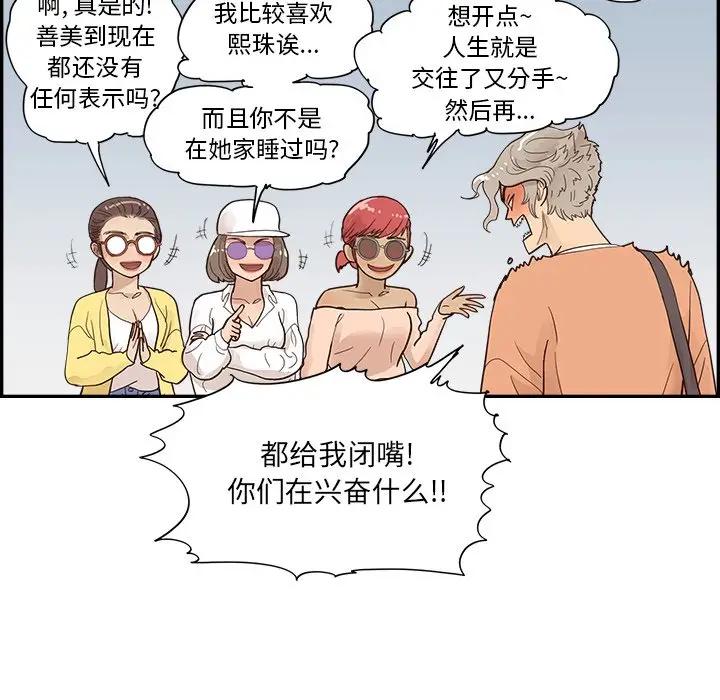 啊, 真是的!
善美到现在
都还没有
任何表示吗?
我比较喜欢
熙珠诶...
而且你不是
在她家睡过吗?
想开点~
人生就是
交往了又分手~
然后再...
都给我闭嘴!
你们在兴奋什么!!